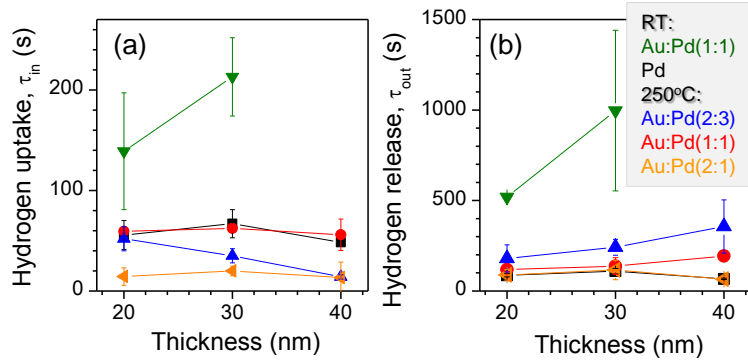 (a)
Hydrogen uptake, τin (s)
200
100
0
20 30 40
Thickness (nm)
(b)
Hydrogen release, τout (s)
1500
1000
500
0
20 30 40
Thickness (nm)
RT:
Au:Pd(1:1)
Pd
250°C:
Au:Pd(2:3)
Au:Pd(1:1)
Au:Pd(2:1)